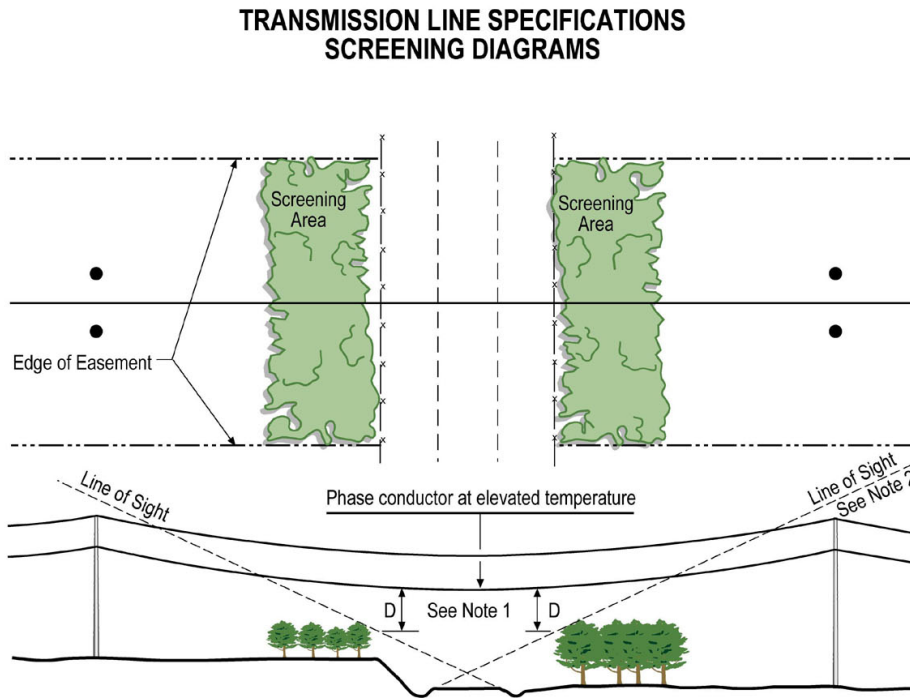 TRANSMISSION LINE SPECIFICATIONS
SCREENING DIAGRAMS
Screening
Area
Screening
Area
Edge of Easement
Line of Sight
Phase conductor at elevated temperature
Line of Sight
See Note 2
D
See Note 1
D